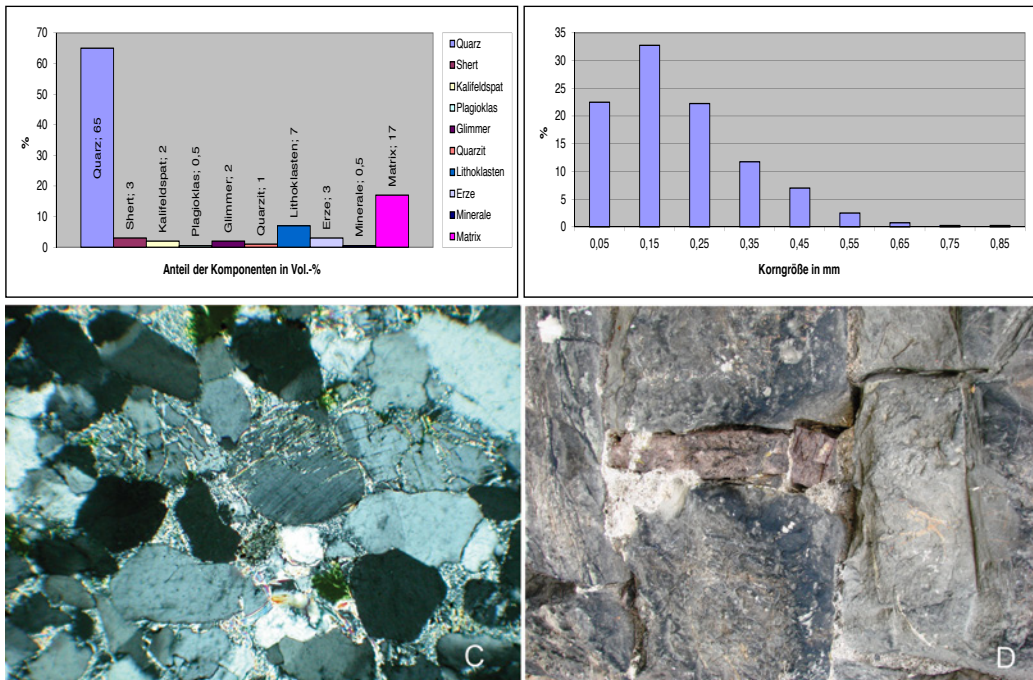 70
60
50
40
30
20
10
0
%
Quarz; 65
Shert; 3
Kalifeldspat; 2
Plagioklas; 0,5
Glimmer; 2
Quarzit; 1
Lithoklasten; 7
Erze; 3
Minerale; 0,5
Matrix; 17
Anteil der Komponenten in Vol.-%
Quarz
Shert
Kalifeldspat
Plagioklas
Glimmer
Quarzit
Lithoklasten
Erze
Minerale
Matrix
35
30
25
20
15
10
5
0
%
0,05 0,15 0,25 0,35 0,45 0,55 0,65 0,75 0,85
Korngröße in mm
C
D